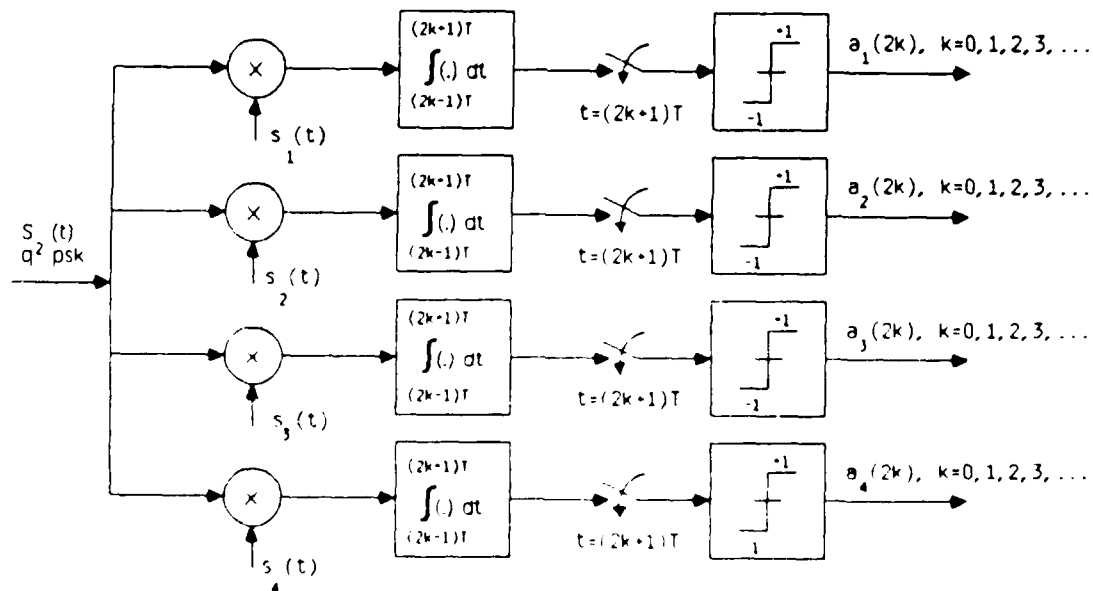 (2k+1)T
∫(.) dt
(2k-1)T
×
s₁(t)
t=(2k+1)T
+1
-1
a₁(2k), k=0, 1, 2, 3, ...
(2k+1)T
∫(.) dt
(2k-1)T
×
s₂(t)
t=(2k+1)T
+1
-1
a₂(2k), k=0, 1, 2, 3, ...
S (t)
q² psk
(2k+1)T
∫(.) dt
(2k-1)T
×
s₃(t)
t=(2k+1)T
+1
-1
a₃(2k), k=0, 1, 2, 3, ...
(2k+1)T
∫(.) dt
(2k-1)T
×
s₄(t)
t=(2k+1)T
+1
1
a₄(2k), k=0, 1, 2, 3, ...